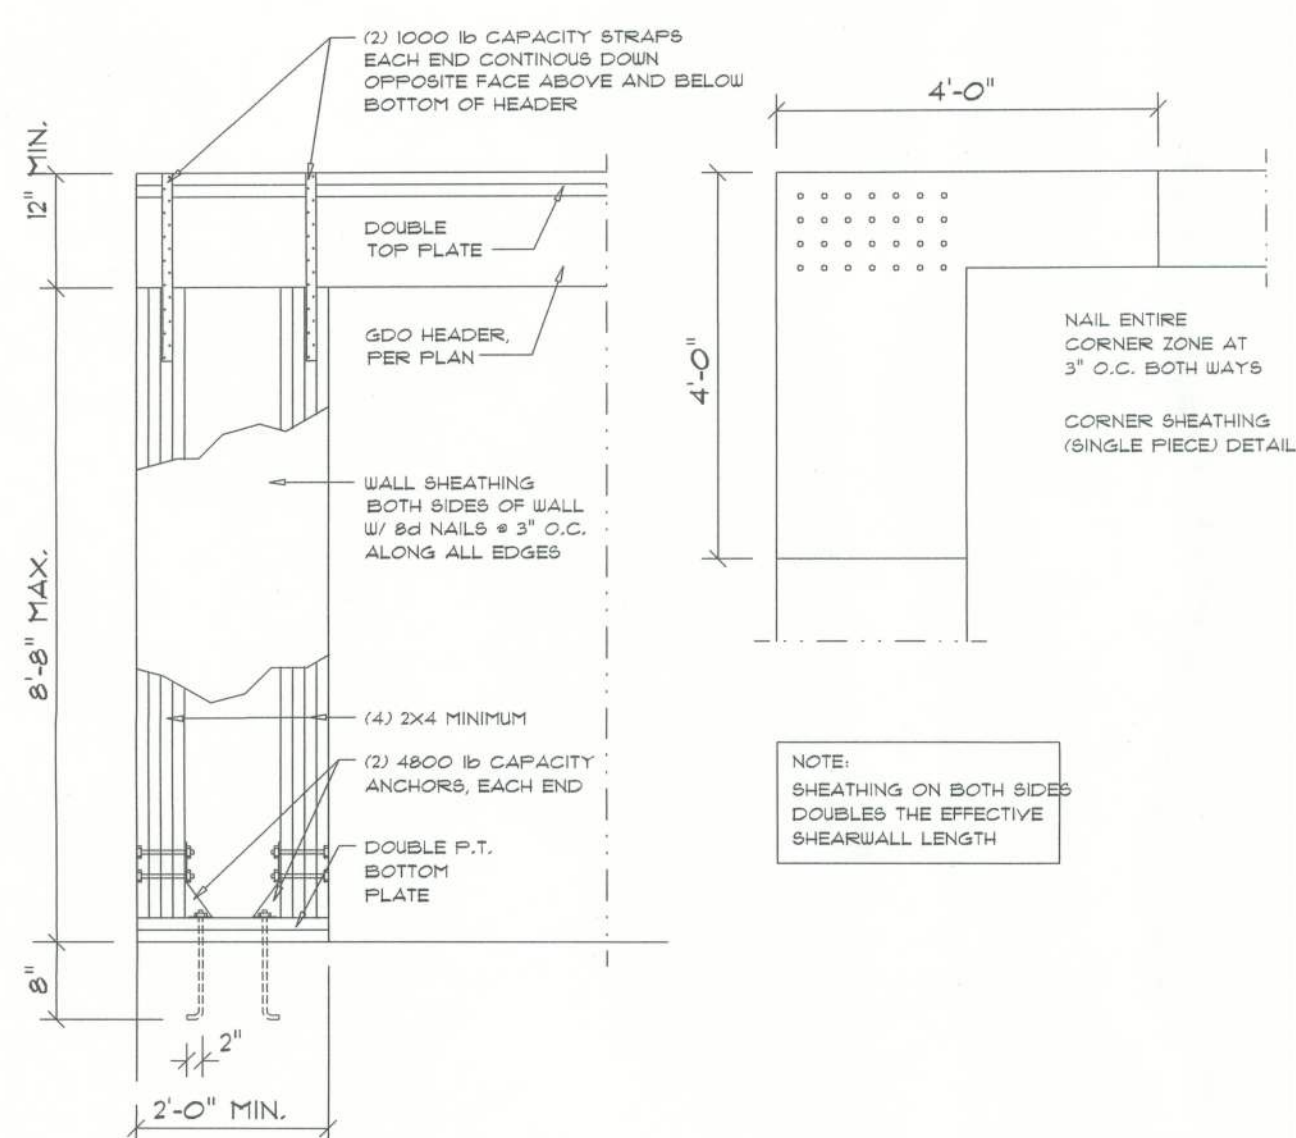 (2) 1000 lb CAPACITY STRAPS
EACH END CONTINOUS DOWN
OPPOSITE FACE ABOVE AND BELOW
BOTTOM OF HEADER
12" MIN.
DOUBLE
TOP PLATE
GDO HEADER,
PER PLAN
WALL SHEATHING
BOTH SIDES OF WALL
W/ 8d NAILS @ 3" O.C.
ALONG ALL EDGES
8'-8" MAX.
(4) 2X4 MINIMUM
(2) 4800 lb CAPACITY
ANCHORS, EACH END
DOUBLE P.T.
BOTTOM
PLATE
8"
2"
2'-0" MIN.
4'-0"
4'-0"
NAIL ENTIRE
CORNER ZONE AT
3" O.C. BOTH WAYS
CORNER SHEATHING
(SINGLE PIECE) DETAIL
NOTE:
SHEATHING ON BOTH SIDES
DOUBLES THE EFFECTIVE
SHEARWALL LENGTH